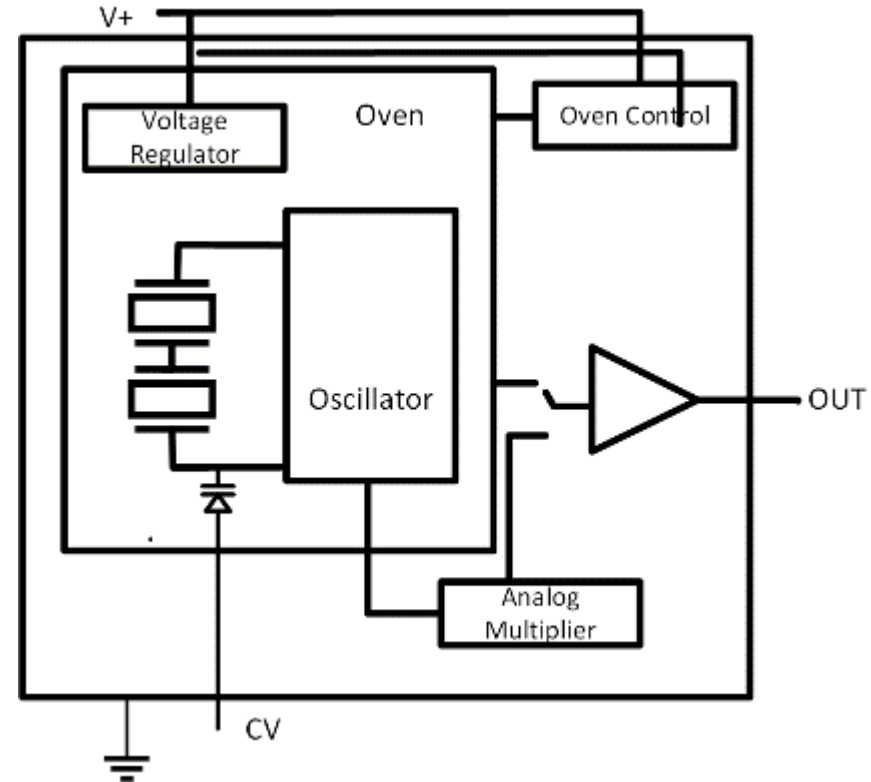 V+
Voltage
Regulator
Oven
Oven Control
Oscillator
OUT
Analog
Multiplier
CV